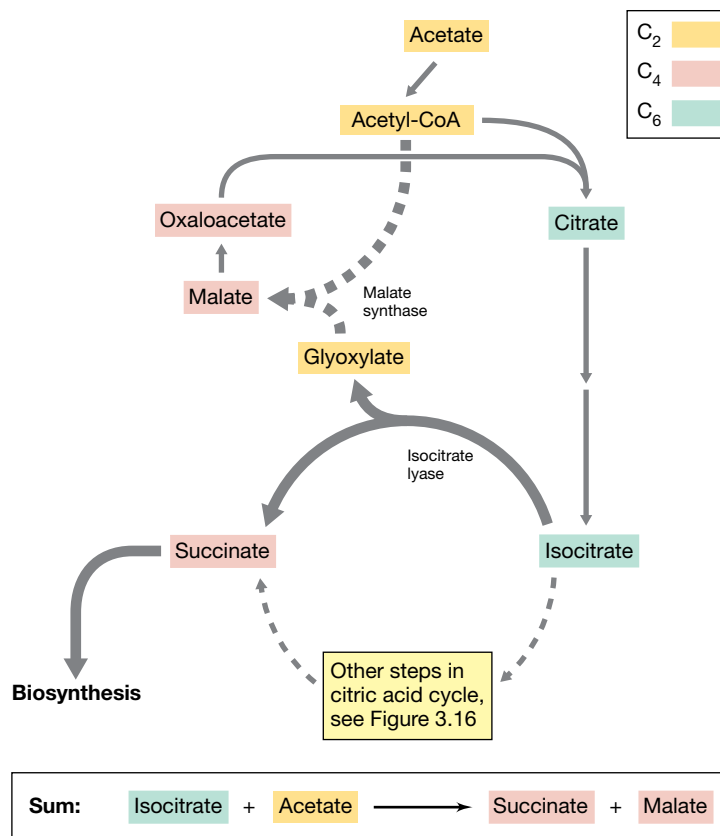 Acetate
C₂
C₄
C₆
Acetyl-CoA
Oxaloacetate
Citrate
Malate
Malate
synthase
Glyoxylate
Isocitrate
lyase
Succinate
Isocitrate
Other steps in
citric acid cycle,
see Figure 3.16
Biosynthesis
Sum: Isocitrate + Acetate Succinate + Malate